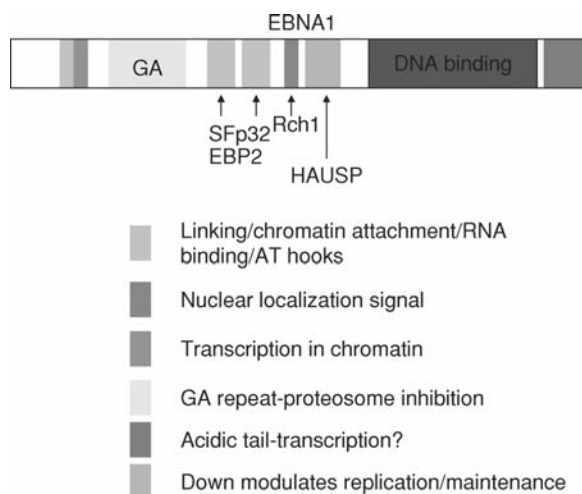 EBNA1
GA
DNA binding
SFp32
EBP2
Rch1
HAUSP
Linking/chromatin attachment/RNA
binding/AT hooks
Nuclear localization signal
Transcription in chromatin
GA repeat-proteosome inhibition
Acidic tail-transcription?
Down modulates replication/maintenance